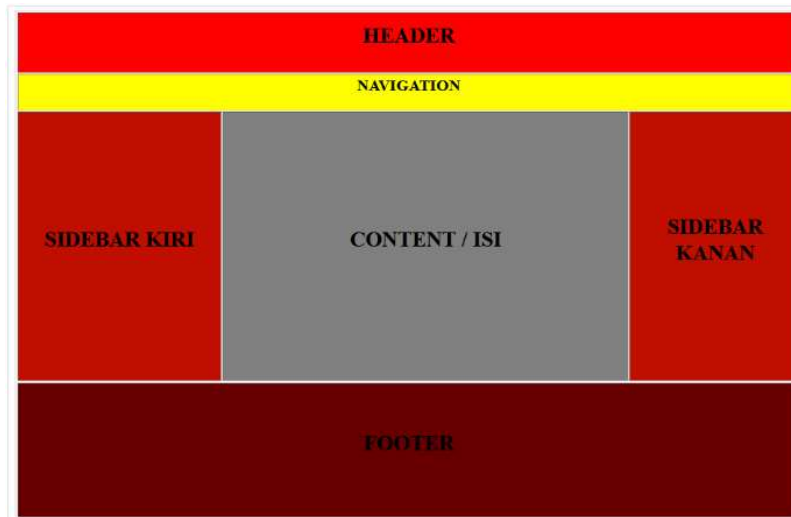 HEADER
NAVIGATION
SIDEBAR KIRI
CONTENT / ISI
SIDEBAR
KANAN
FOOTER